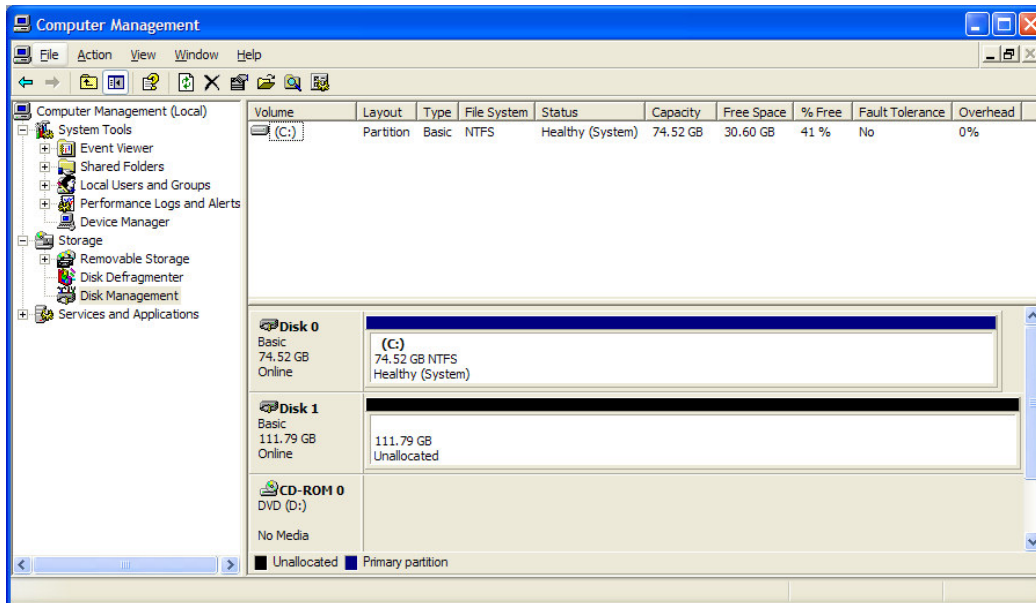 Computer Management
File Action View Window Help
Computer Management (Local)
System Tools
Event Viewer
Shared Folders
Local Users and Groups
Performance Logs and Alerts
Device Manager
Storage
Removable Storage
Disk Defragmenter
Disk Management
Services and Applications
Volume Layout Type File System Status Capacity Free Space % Free Fault Tolerance Overhead
(C:) Partition Basic NTFS Healthy (System) 74.52 GB 30.60 GB 41 % No 0%
Disk 0
Basic
74.52 GB
Online
(C:)
74.52 GB NTFS
Healthy (System)
Disk 1
Basic
111.79 GB
Online
111.79 GB
Unallocated
CD-ROM 0
DVD (D:)
No Media
Unallocated Primary partition